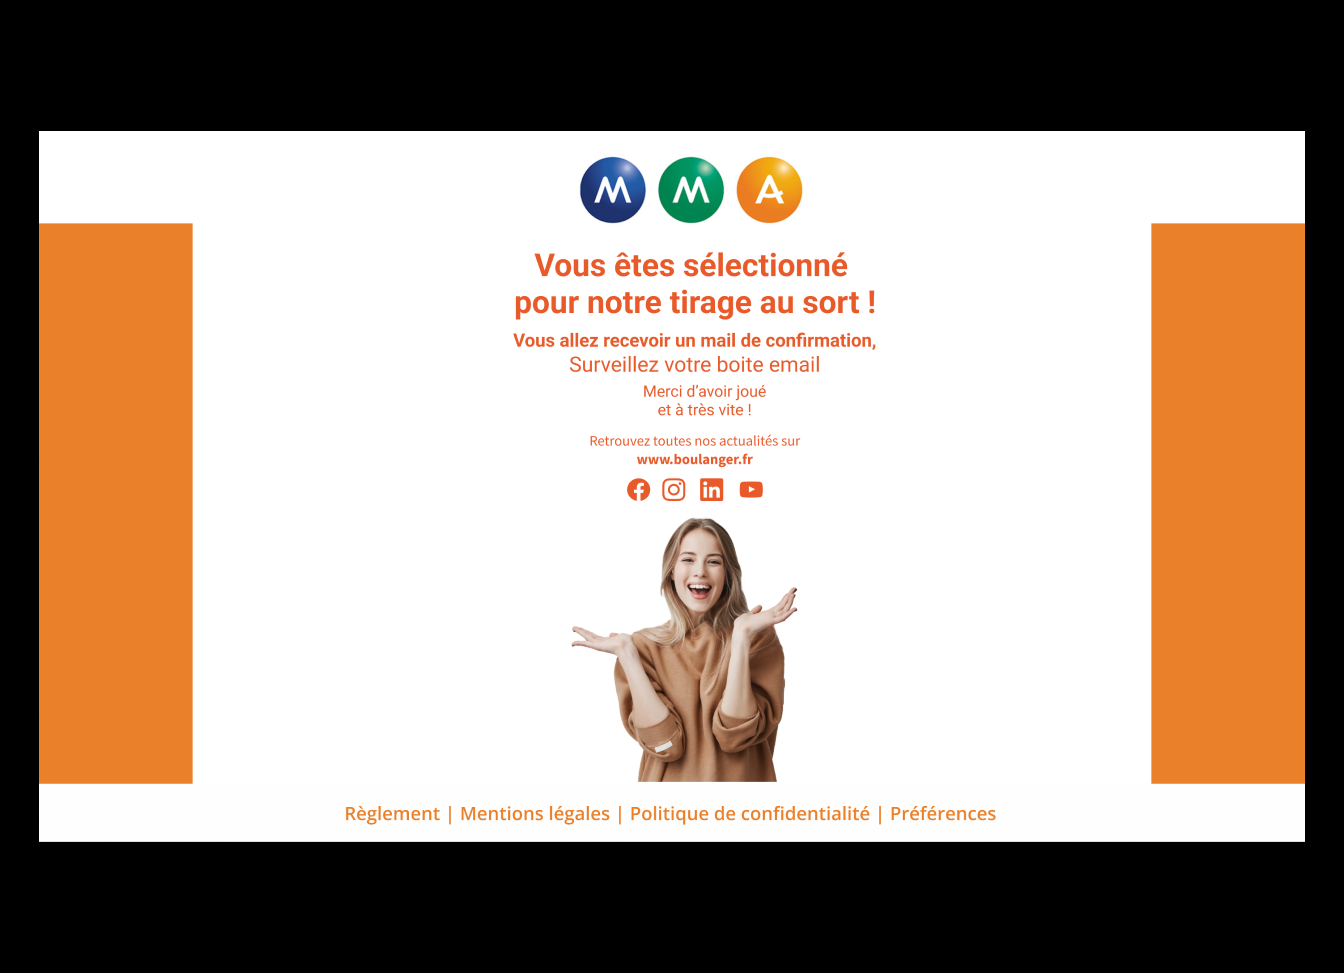 MMA
Vous êtes sélectionné
pour notre tirage au sort !
Vous allez recevoir un mail de confirmation,
Surveillez votre boite email
Merci d’avoir joué
et à très vite !
Retrouvez toutes nos actualités sur
www.boulanger.fr
in
Règlement | Mentions légales | Politique de confidentialité | Préférences